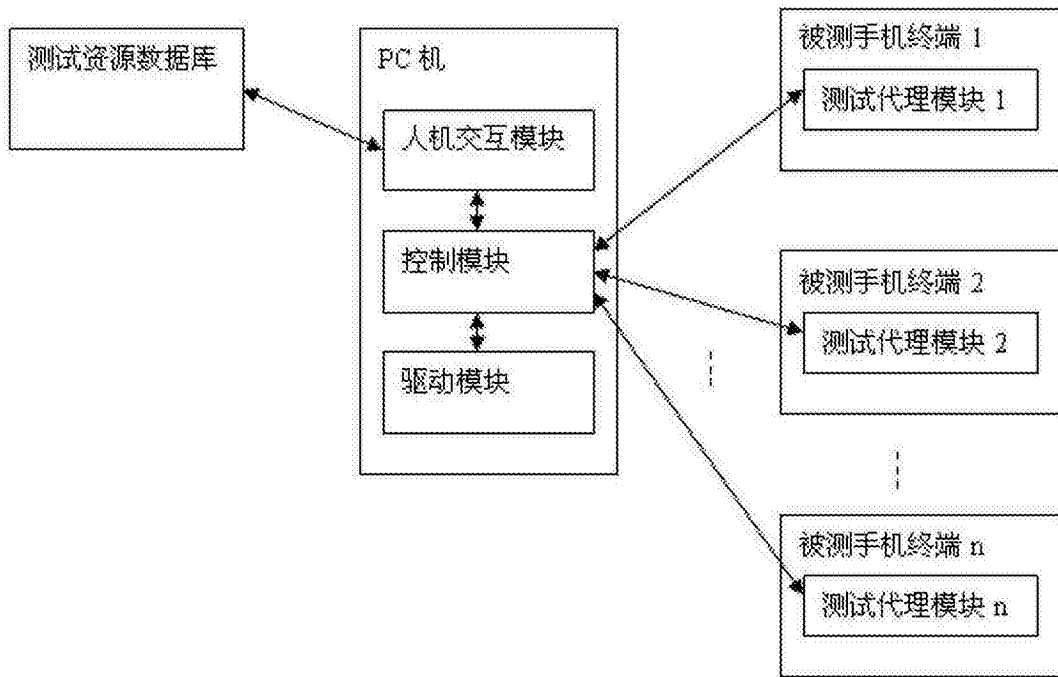 测试资源数据库
PC 机
人机交互模块
控制模块
驱动模块
被测手机终端 1
测试代理模块 1
被测手机终端 2
测试代理模块 2
被测手机终端 n
测试代理模块 n